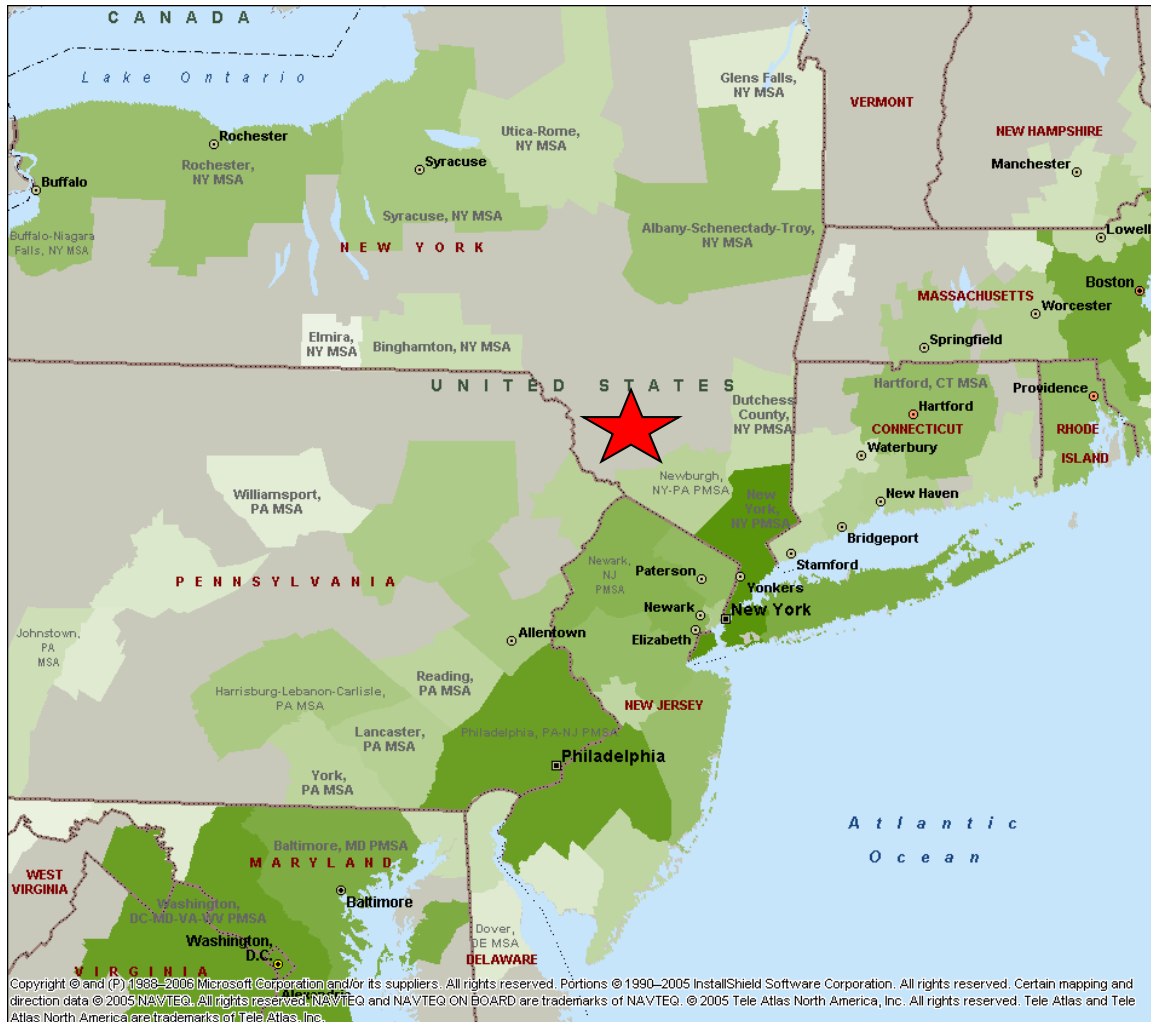 CANADA
Lake Ontario
Glens Falls,
NY MSA
VERMONT
NEW HAMPSHIRE
Manchester
Rochester
Rochester,
NY MSA
Utica-Rome,
NY MSA
Syracuse
Buffalo
Syracuse, NY MSA
Buffalo-Niagara
Falls, NY MSA
NEW YORK
Albany-Schenectady-Troy,
NY MSA
Lowell
Boston
MASSACHUSETTS
Worcester
Springfield
Elmira,
NY MSA
Binghamton, NY MSA
UNITED STATES
Dutchess
County,
NY PMSA
Hartford, CT MSA
Hartford
Providence
CONNECTICUT
RHODE
ISLAND
Waterbury
Newburgh,
NY-PA PMSA
Williamsport,
PA MSA
New
York,
NY PMSA
New Haven
Bridgeport
Stamford
PENNSYLVANIA
Newark,
NJ
PMSA
Paterson
Yonkers
Newark
New York
Elizabeth
Allentown
Johnstown,
PA
MSA
Reading,
PA MSA
Harrisburg-Lebanon-Carlisle,
PA MSA
NEW JERSEY
Lancaster,
PA MSA
Philadelphia, PA-NJ PMSA
Philadelphia
York,
PA MSA
Atlantic
Ocean
Baltimore, MD PMSA
MARYLAND
WEST
VIRGINIA
Baltimore
Washington,
DC-MD-VA-WV PMSA
Washington,
D.C.
Dover,
DE MSA
DELAWARE
VIRGINIA
Alexandria
Copyright © and (P) 1988–2006 Microsoft Corporation and/or its suppliers. All rights reserved. Portions © 1990–2005 InstallShield Software Corporation. All rights reserved. Certain mapping and
direction data © 2005 NAVTEQ. All rights reserved. NAVTEQ and NAVTEQ ON BOARD are trademarks of NAVTEQ. © 2005 Tele Atlas North America, Inc. All rights reserved. Tele Atlas and Tele
Atlas North America are trademarks of Tele Atlas, Inc.